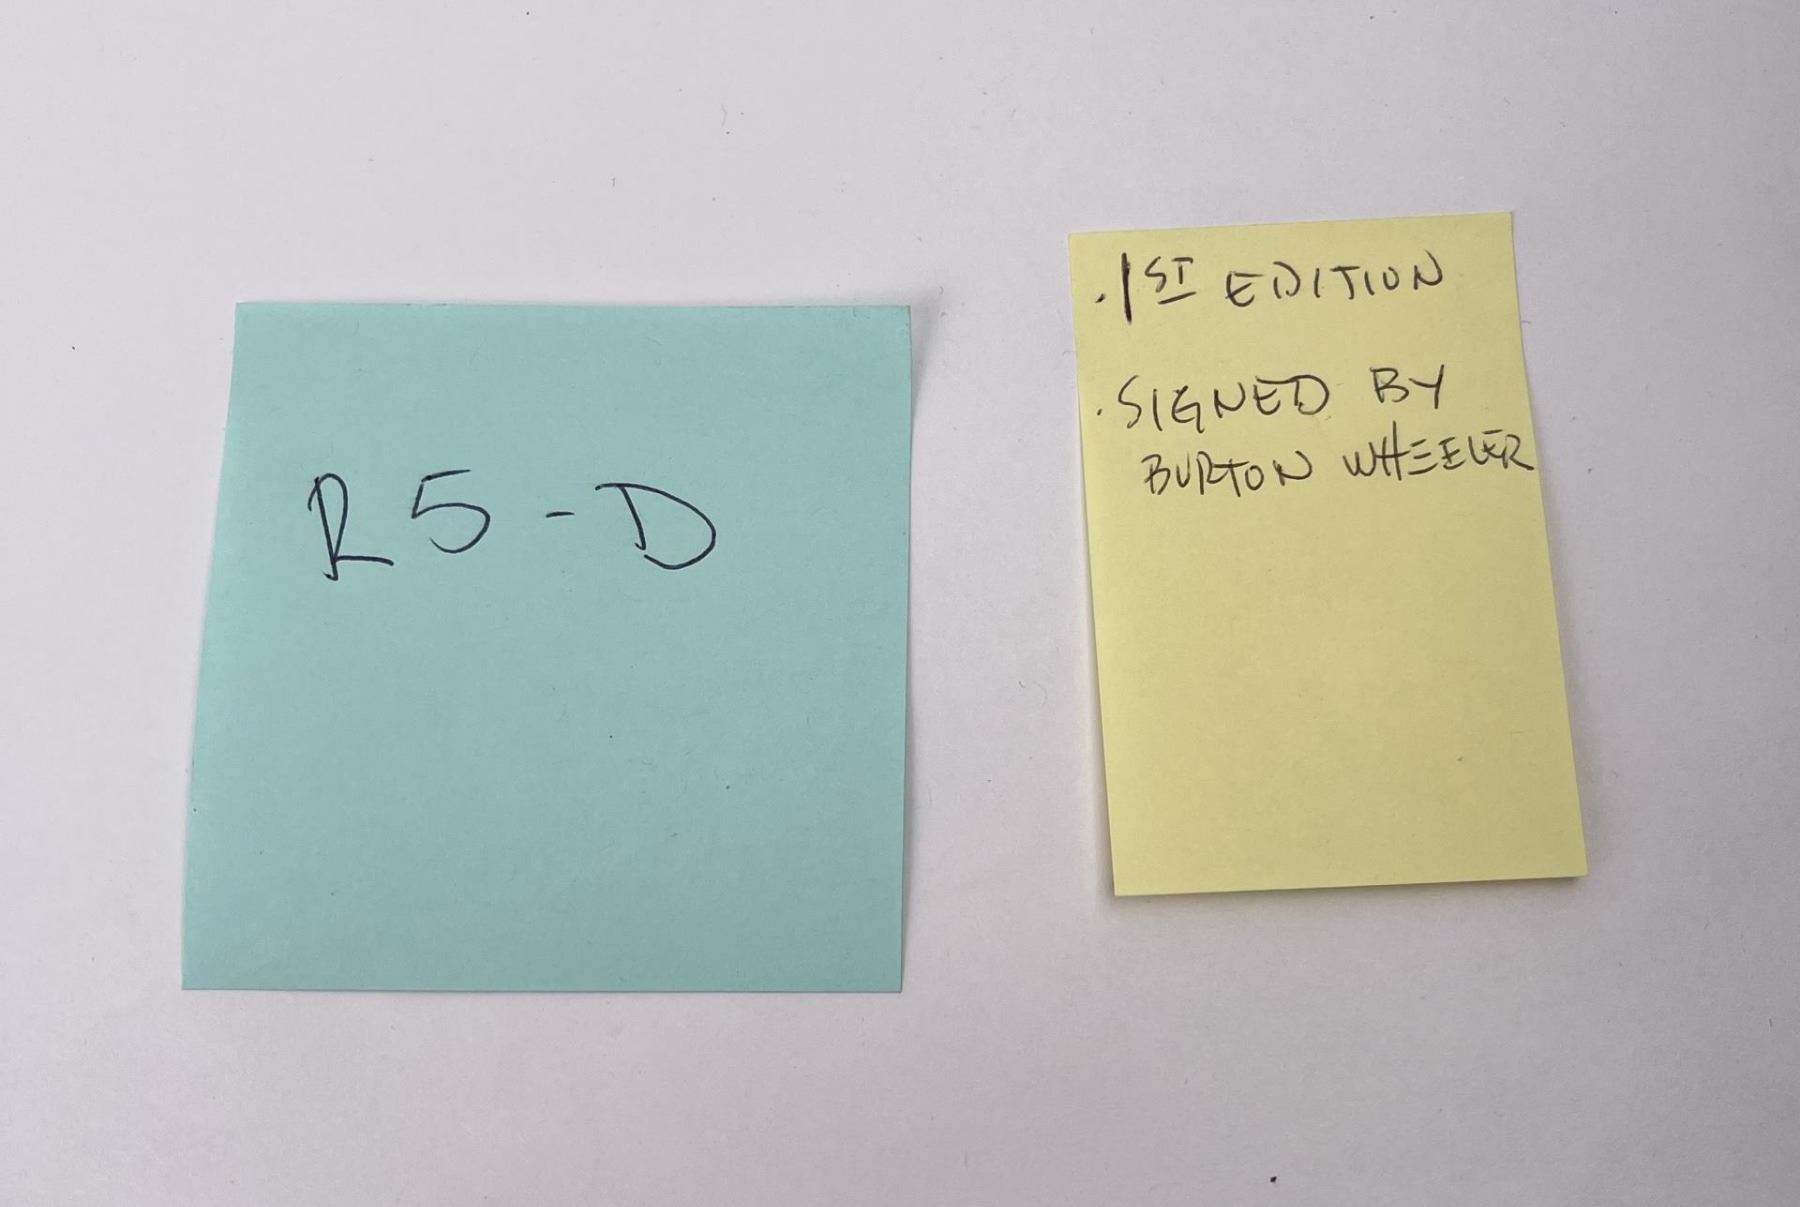 R5-D
· 1ST EDITION
· SIGNED BY
BURTON WHEELER